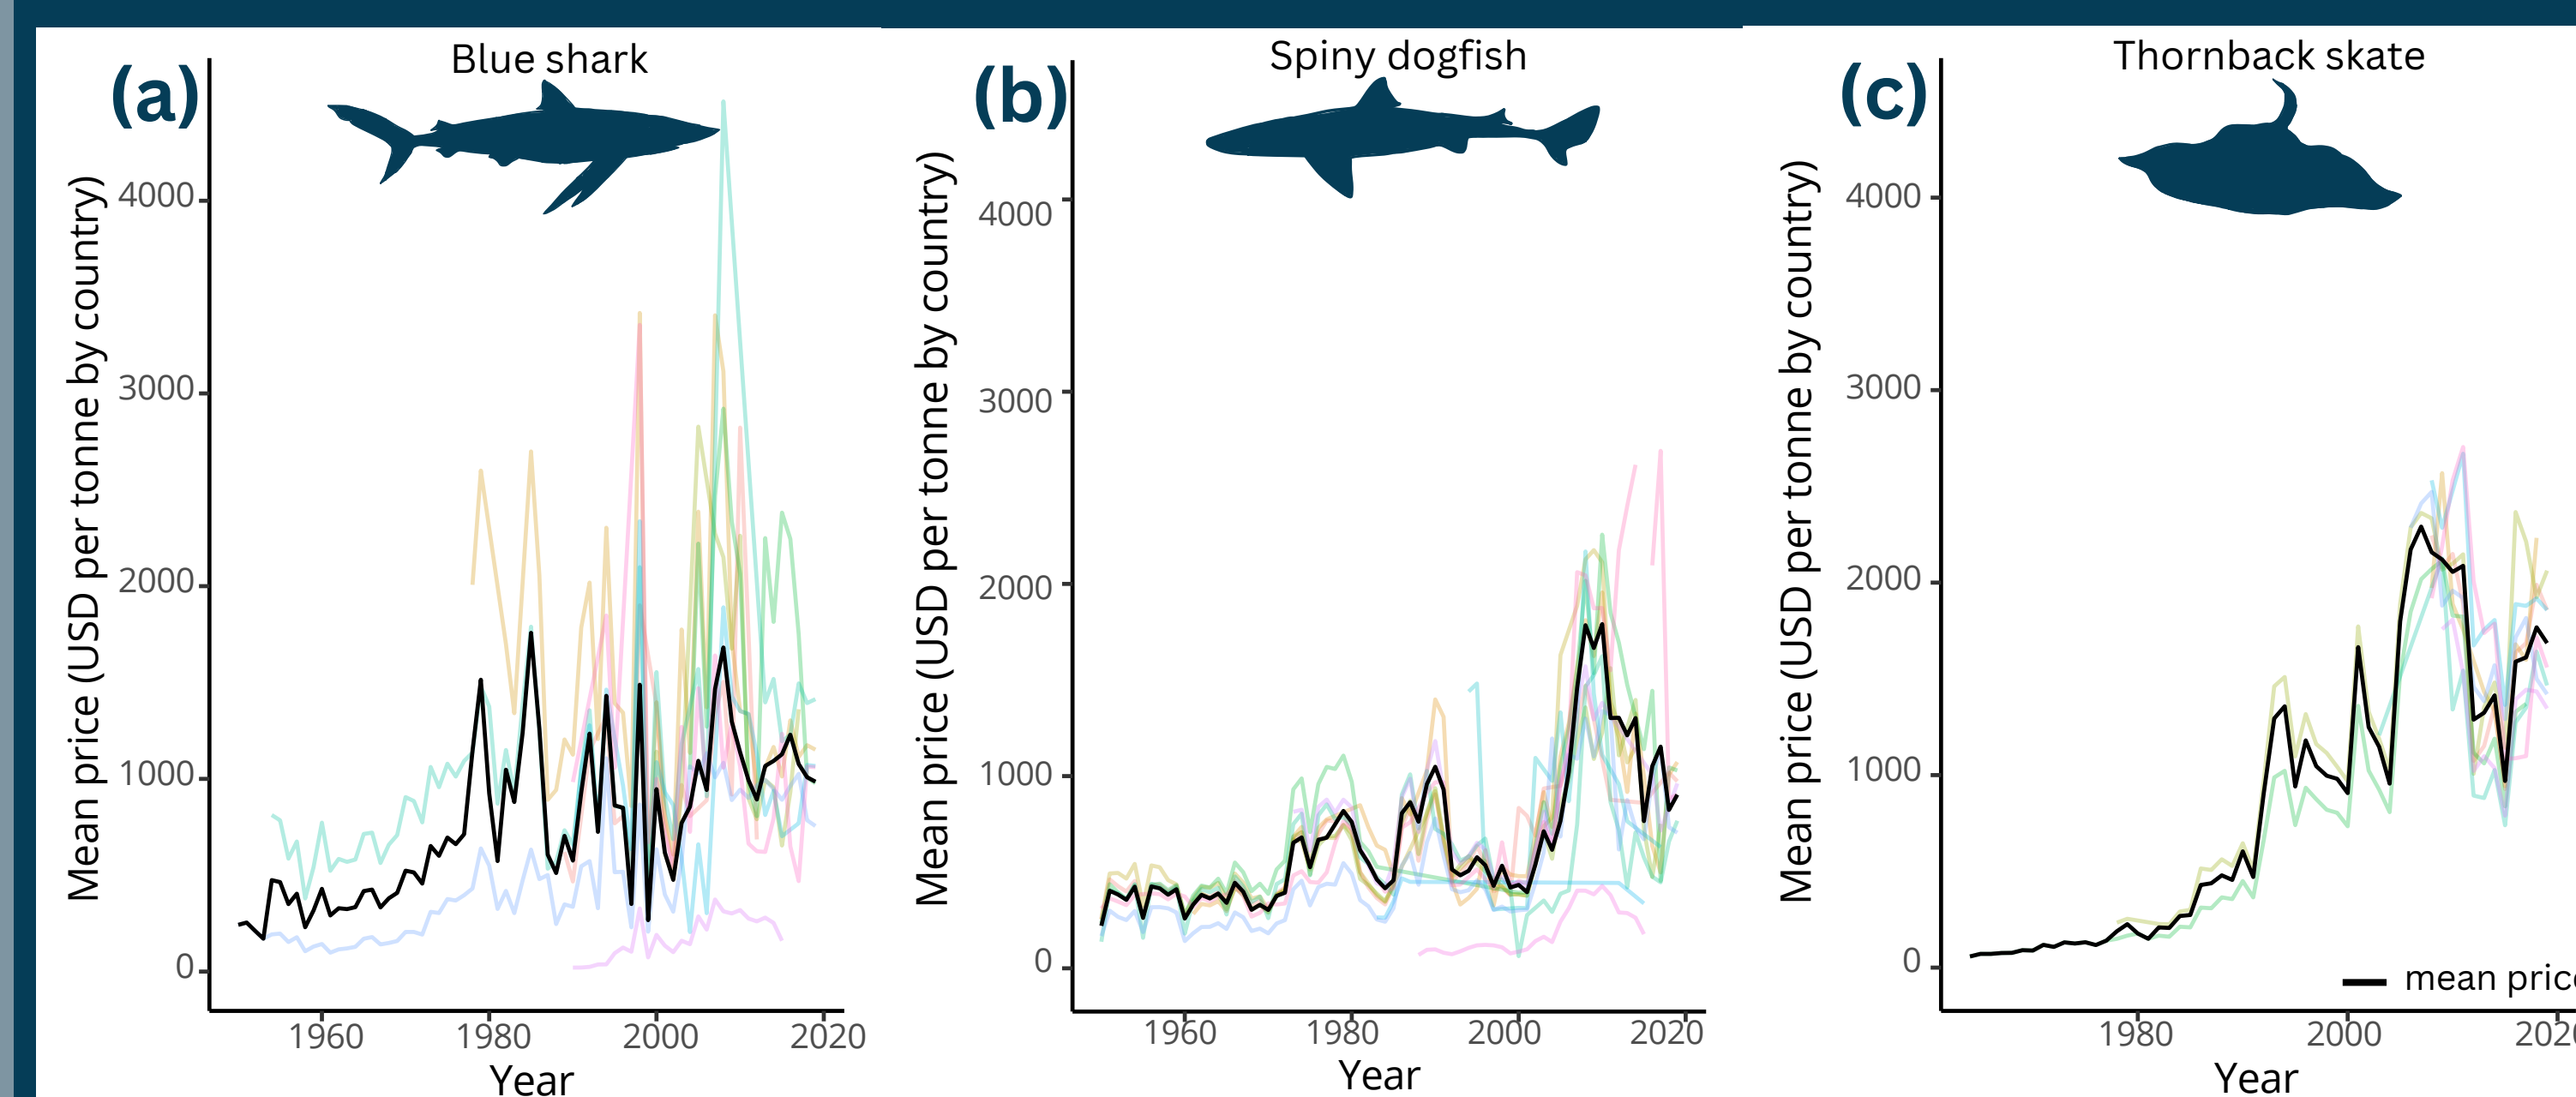 (a)
Blue shark
Mean price (USD per tonne by country)
4000
3000
2000
1000
0
1960 1980 2000 2020
Year
(b)
Spiny dogfish
Mean price (USD per tonne by country)
4000
3000
2000
1000
0
1960 1980 2000 2020
Year
(c)
Thornback skate
Mean price (USD per tonne by country)
4000
3000
2000
1000
0
mean
1980 2000
Year